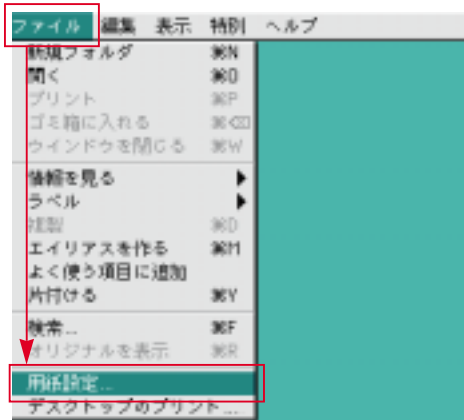 ファイル 編集 表示 特別 ヘルプ
新規フォルダ ⌘N
開く ⌘O
プリント ⌘P
ゴミ箱に入れる ⌘⌫
ウインドウを閉じる ⌘W
情報を見る ▶
ラベル ▶
複製 ⌘D
エイリアスを作る ⌘M
よく使う項目に追加
片付ける ⌘Y
検索... ⌘F
オリジナルを表示 ⌘R
用紙設定...
デスクトップのプリント...